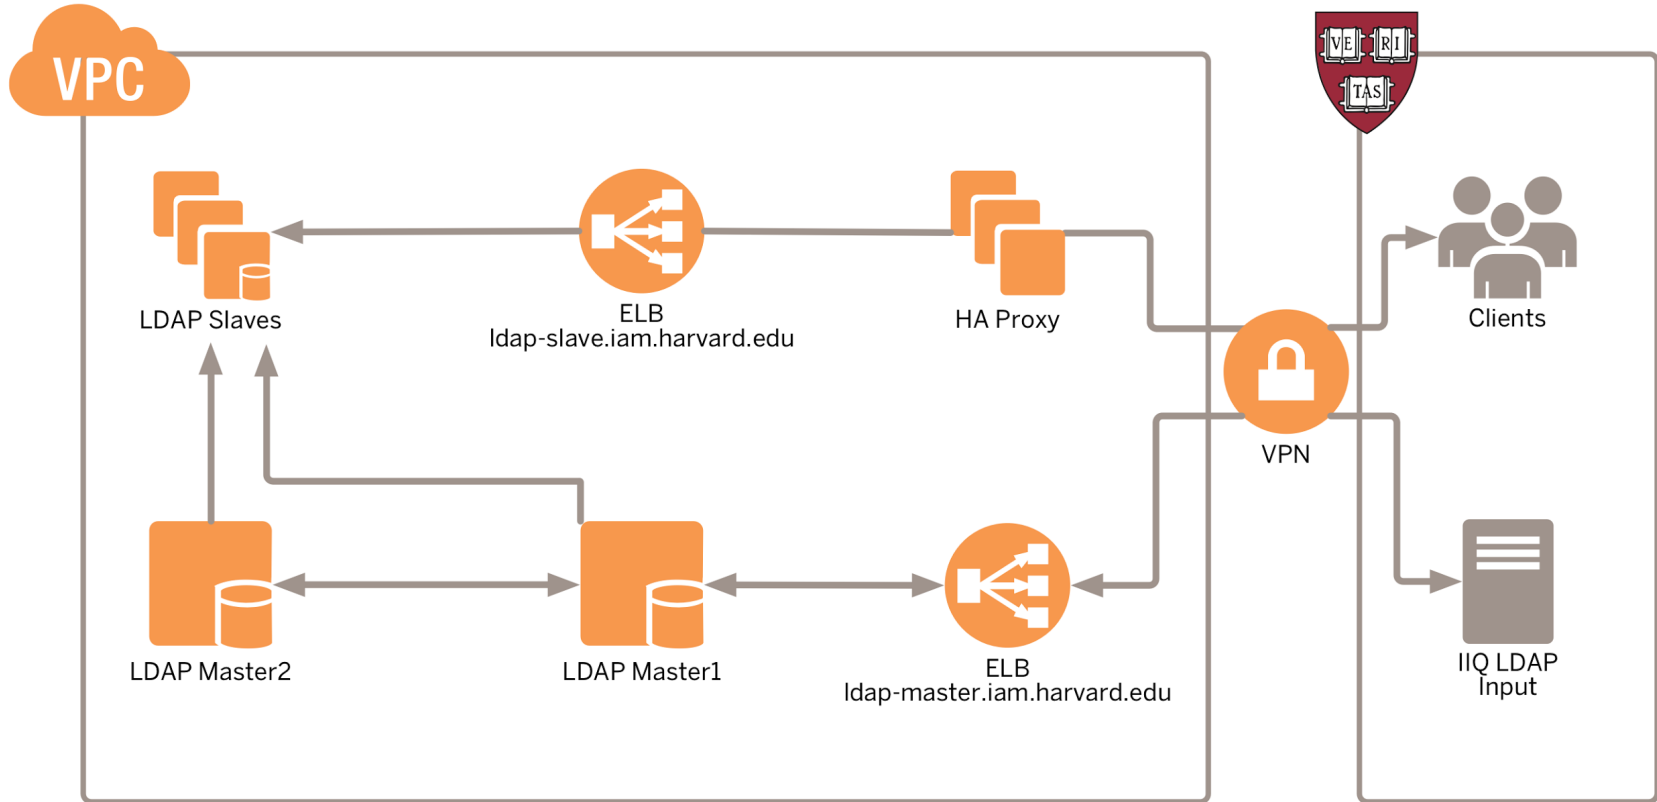 VPC
VE RI
TAS
LDAP Slaves
ELB
ldap-slave.iam.harvard.edu
HA Proxy
Clients
VPN
LDAP Master2
LDAP Master1
ELB
ldap-master.iam.harvard.edu
IIQ LDAP
Input